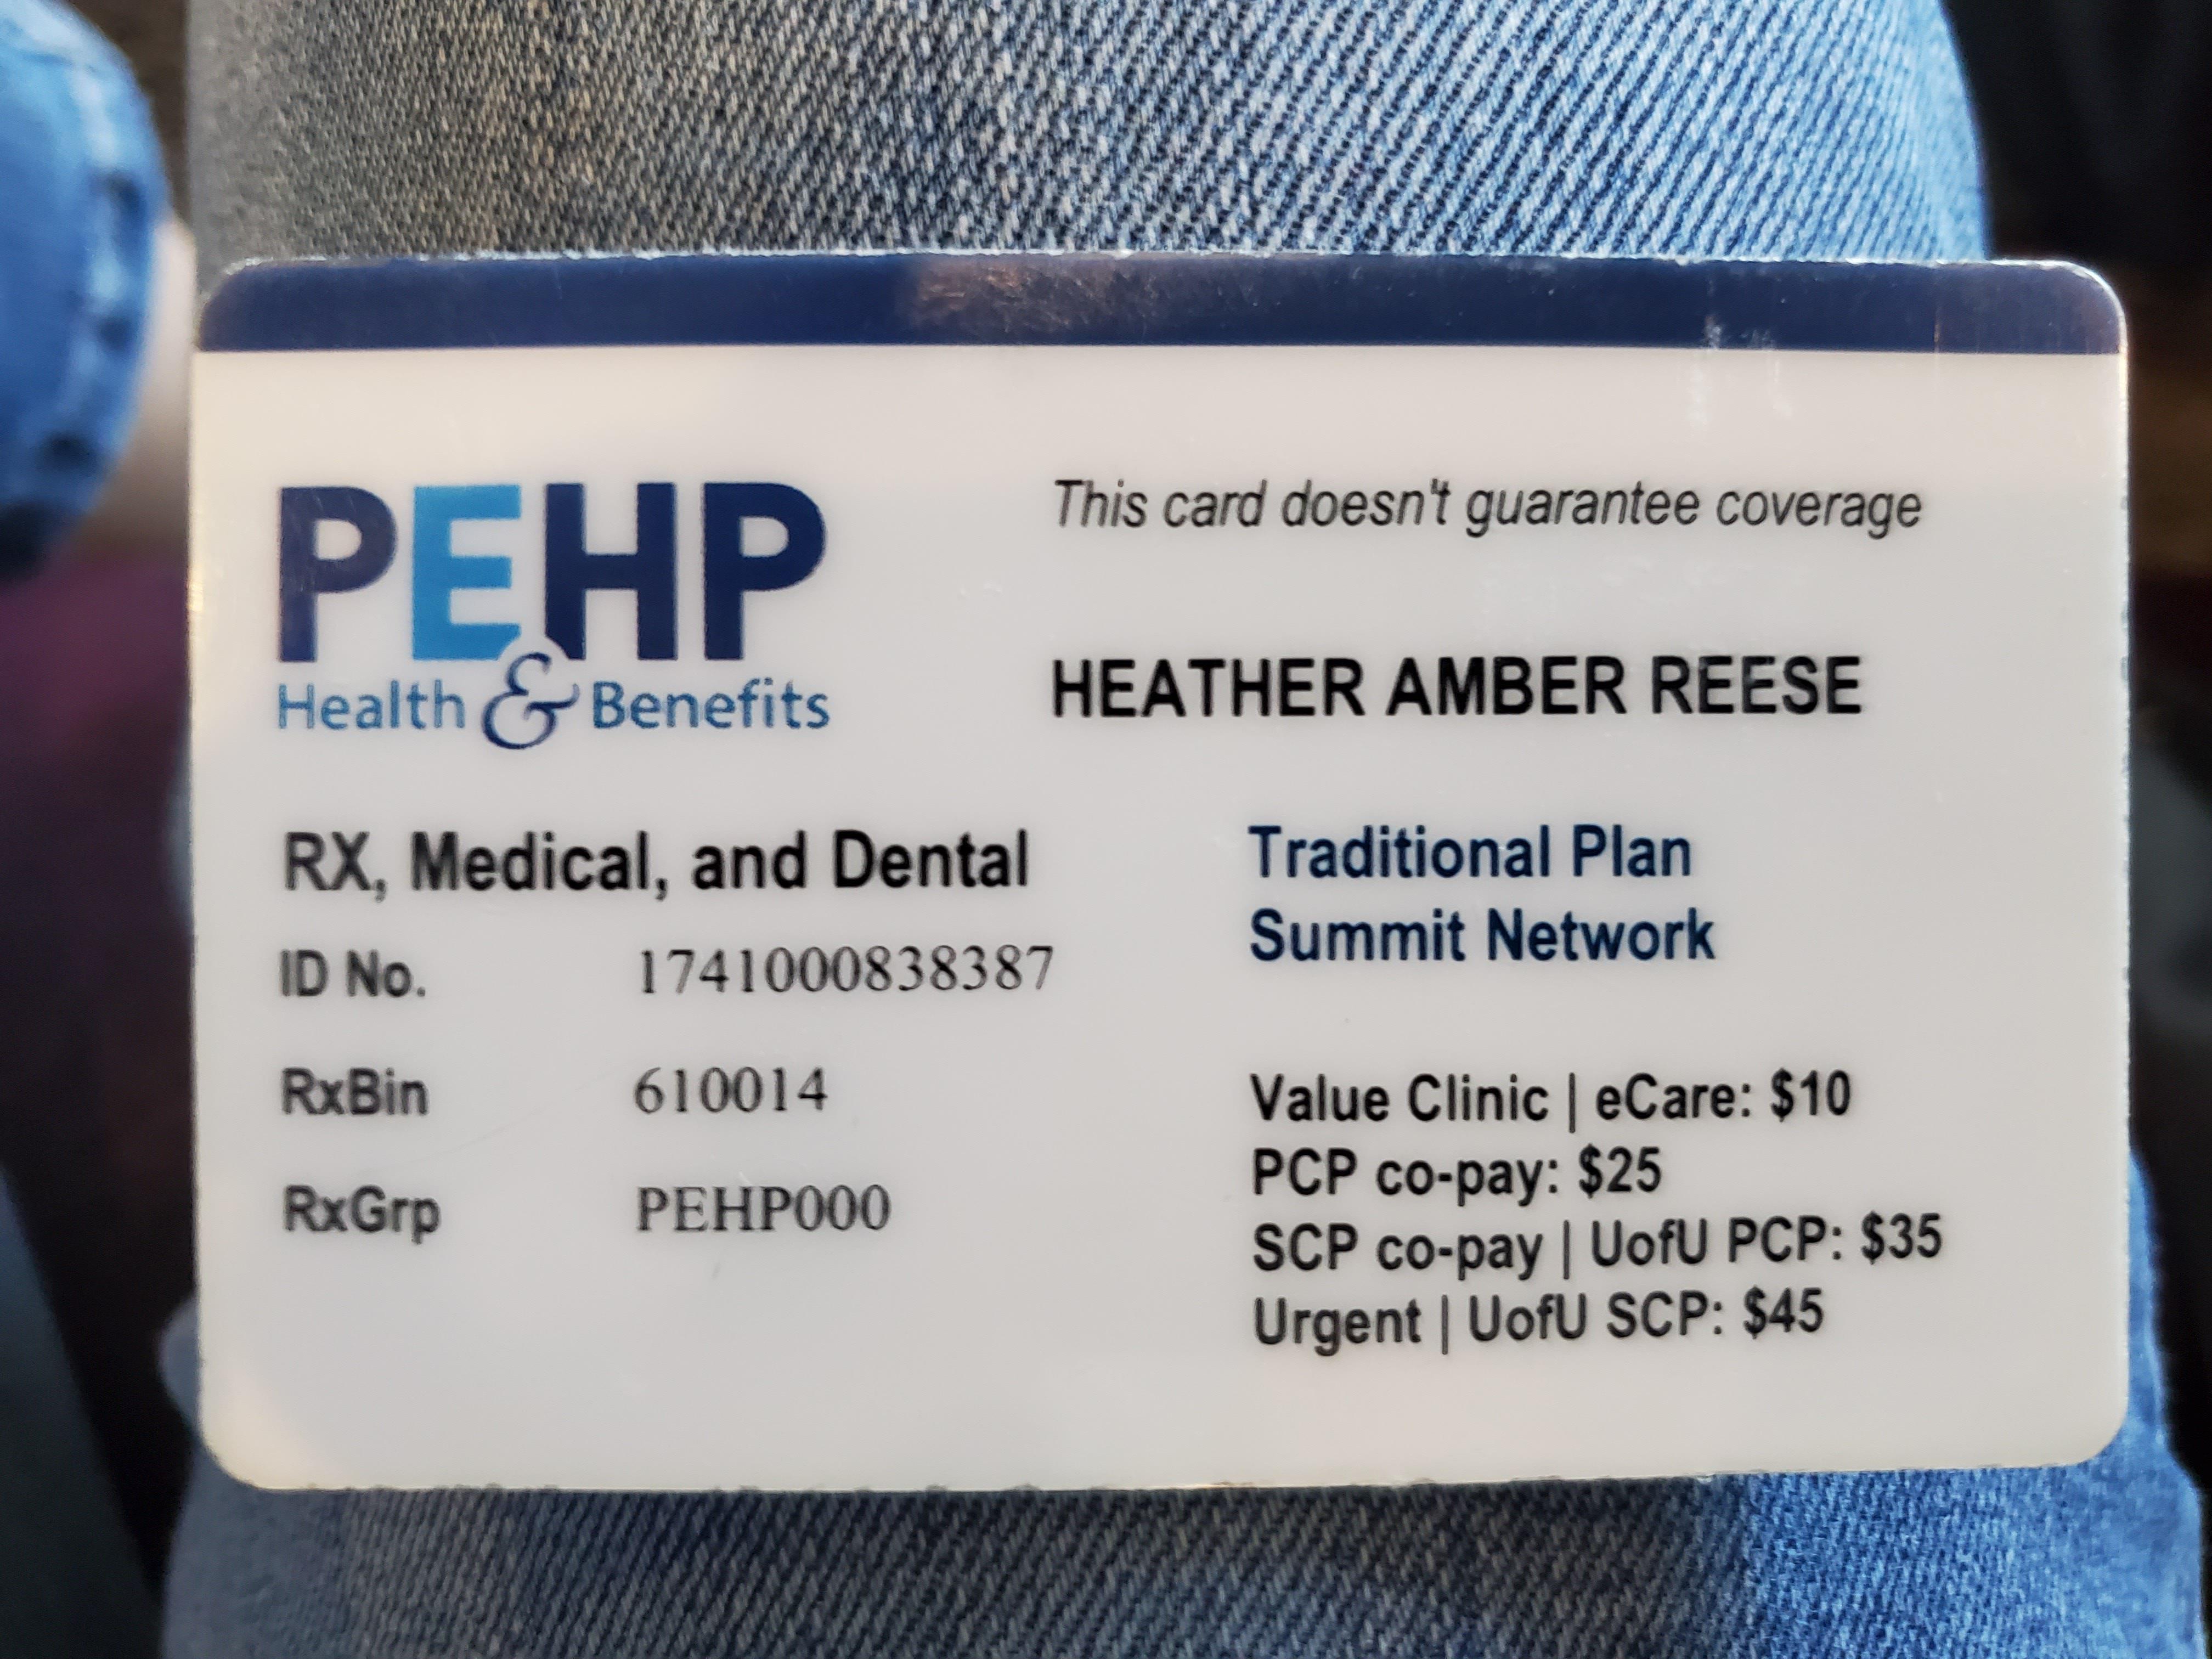 PEHP
Health & Benefits
This card doesn't guarantee coverage
HEATHER AMBER REESE
RX, Medical, and Dental
ID No. 1741000838387
RxBin 610014
RxGrp PEHP000
Traditional Plan
Summit Network
Value Clinic | eCare: $10
PCP co-pay: $25
SCP co-pay | UofU PCP: $35
Urgent | UofU SCP: $45